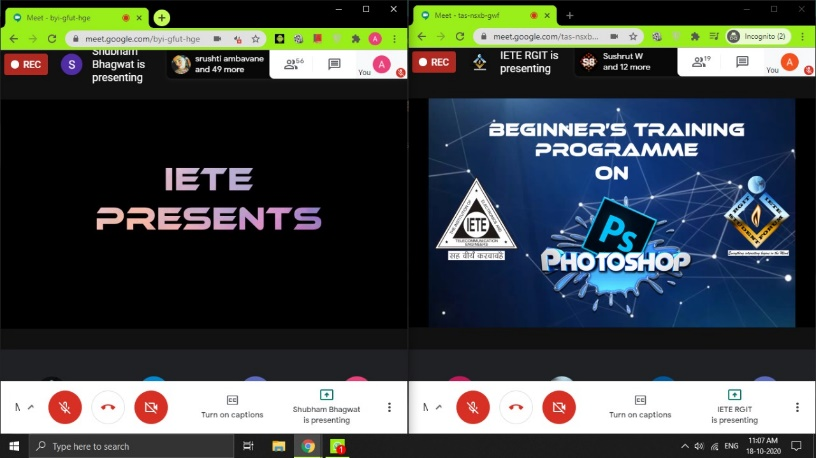 Meet - byi-gfut-hge
meet.google.com/byi-gfut-hge
REC
S
Shubham
Bhagwat is
presenting
srushti ambavane
and 49 more
56
You
A
IETE
PRESENTS
Turn on captions
Shubham Bhagwat
is presenting
Meet - tas-nsxb-gwf
meet.google.com/tas-nsxb...
Incognito (2)
REC
IETE RGIT is
presenting
Sushrut W
and 12 more
19
You
A
BEGINNER'S TRAINING
PROGRAMME
ON
Ps
PHOTOSHOP
IETE
TELECOMMUNICATION
ENGINEERS
Turn on captions
IETE RGIT
is presenting
Type here to search
1
ENG
11:07 AM
18-10-2020